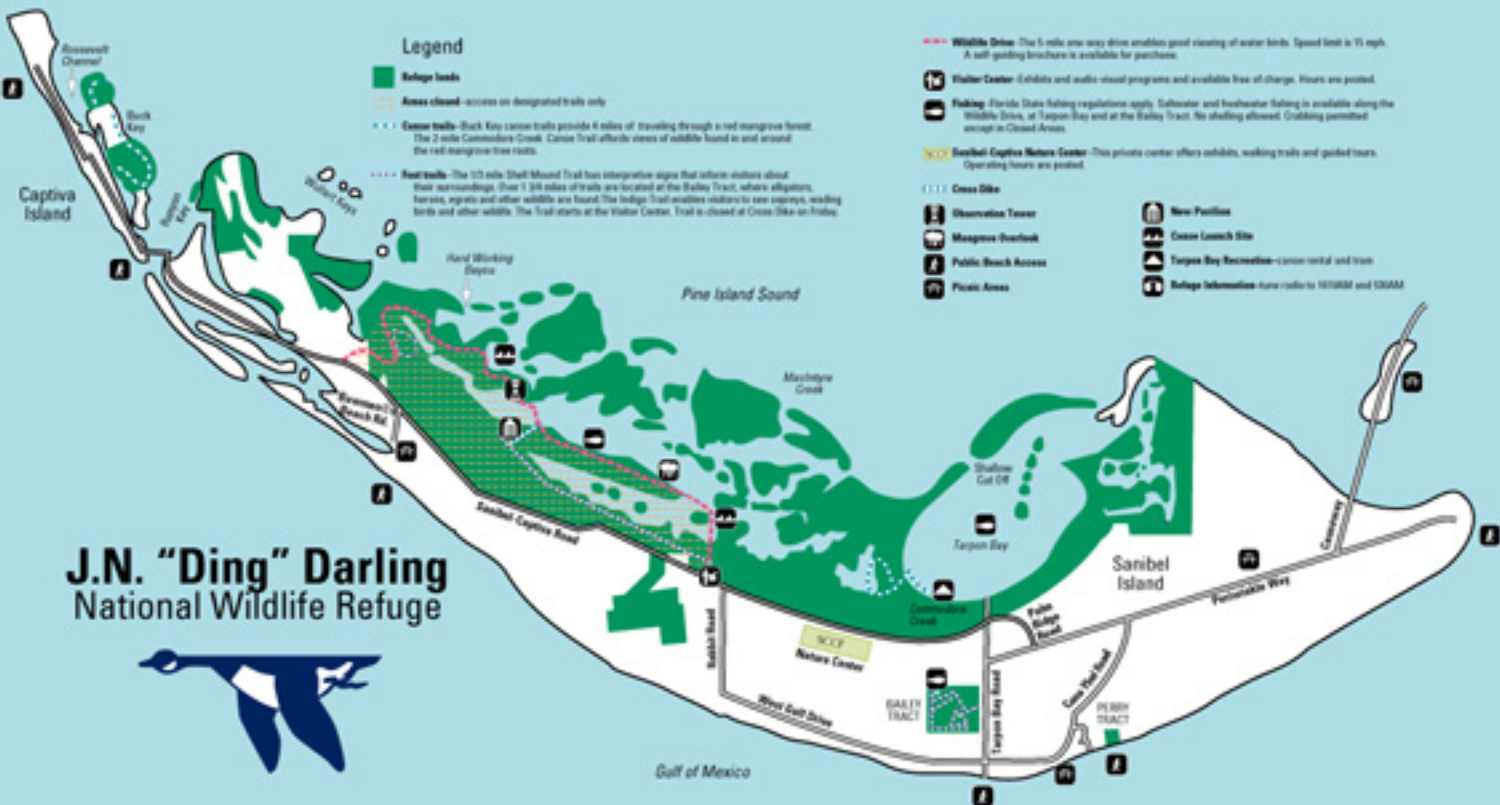 Legend
Refuge lands
Areas closed–access on designated trails only
Canoe trails–Buck Key canoe trails provide 4 miles of traveling through a red mangrove forest.
The 2-mile Commodore Creek Canoe Trail affords views of wildlife found in and around
the red mangrove tree roots.
Foot trails–The 1/3 mile Shell Mound Trail has interpretive signs that inform visitors about
their surroundings. Over 1 3/4 miles of trails are located at the Bailey Tract, where alligators,
herons, egrets and other wildlife are found. The Indigo Trail enables visitors to see ospreys, wading
birds and other wildlife. The Trail starts at the Visitor Center. Trail is closed at Cross Dike on Friday.
Wildlife Drive–The 5-mile one-way drive enables good viewing of water birds. Speed limit is 15 mph.
A self-guiding brochure is available for purchase.
Visitor Center–Exhibits and audio visual programs and available free of charge. Hours are posted.
Fishing–Florida State fishing regulations apply. Saltwater and freshwater fishing is available along the
Wildlife Drive, at Tarpon Bay and at the Bailey Tract. No shelling allowed. Crabbing permitted
except in Closed Areas.
SCCF Sanibel-Captiva Nature Center–This private center offers exhibits, walking trails and guided tours.
Operating hours are posted.
Cross Dike
Observation Tower
Mangrove Overlook
Public Beach Access
Picnic Areas
New Pavilion
Canoe Launch Site
Tarpon Bay Recreation–canoe rental and tram
Refuge Information–tune radio to 1610AM and 530AM
Roosevelt
Channel
Buck
Key
Captiva
Island
Key
Wulfert Keys
Hard Working
Bayou
Pine Island Sound
MacIntyre
Creek
Bowman's
Beach Rd.
Sanibel-Captiva Road
Shallow
Cut Off
Tarpon Bay
Commodore
Creek
Sanibel
Island
Causeway
Periwinkle Way
Palm
Ridge
Road
Rabbit Road
SCCF
Nature Center
BAILEY
TRACT
Tarpon Bay Road
Casa Ybel Road
PERRY
TRACT
West Gulf Drive
Gulf of Mexico
J.N. “Ding” Darling
National Wildlife Refuge